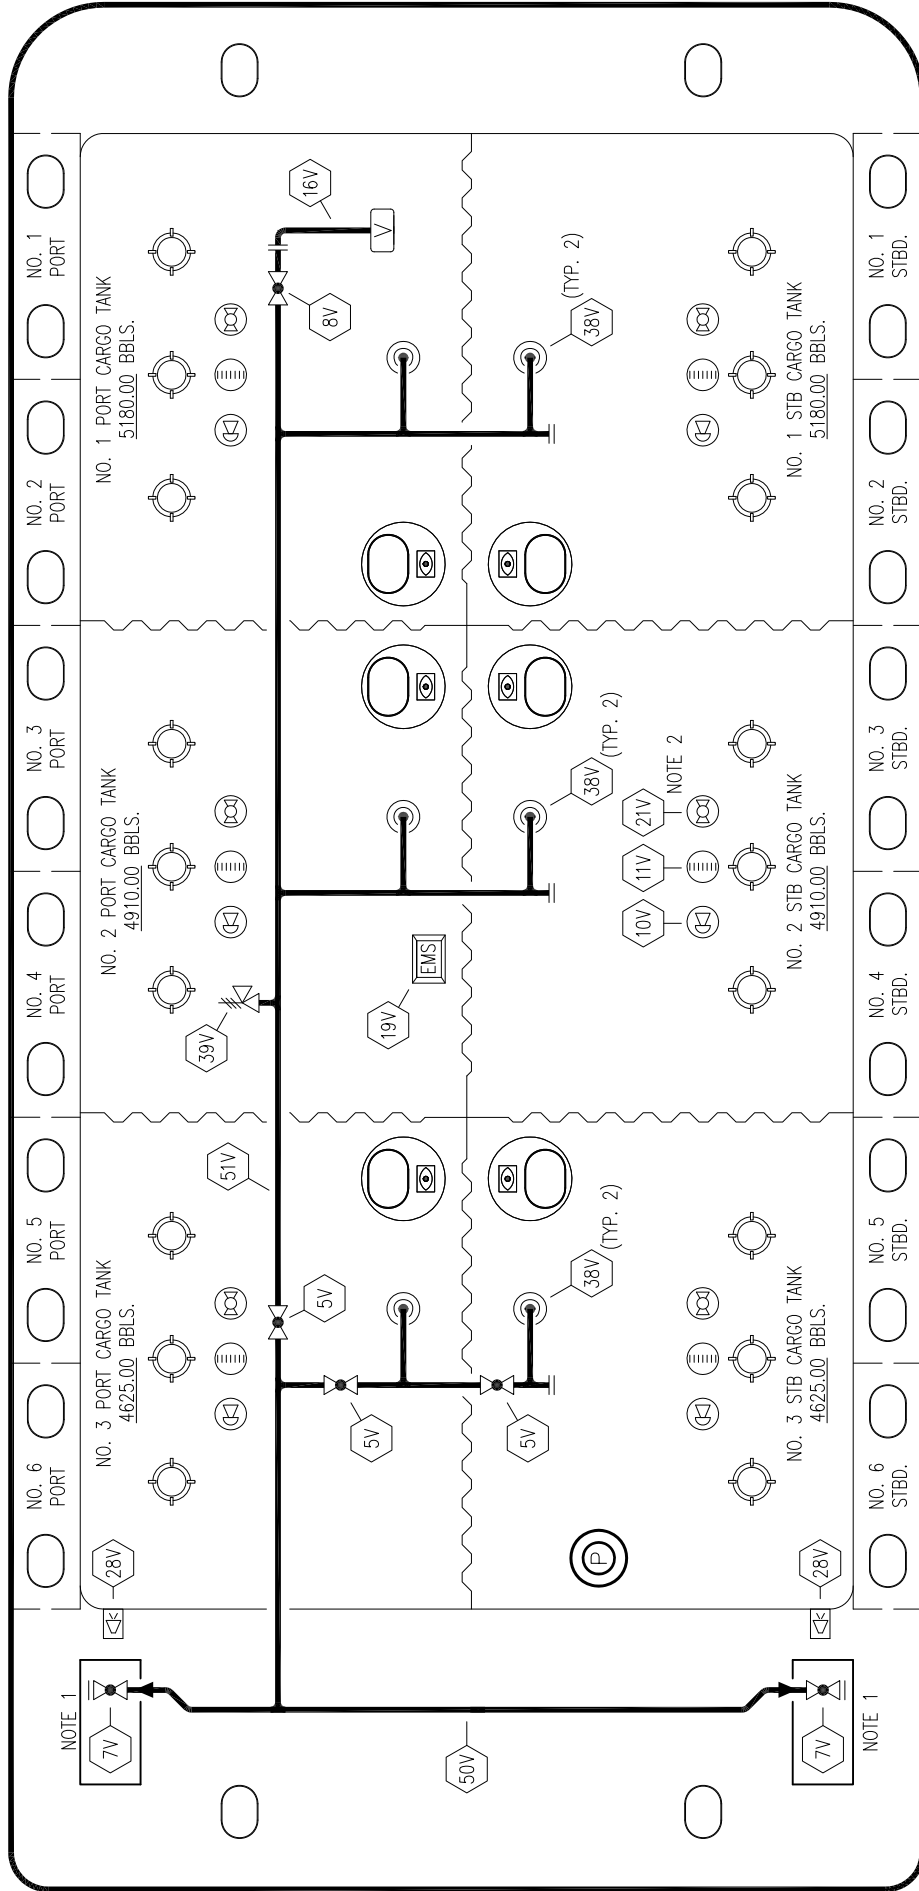 NO. 6
PORT
NO. 5
PORT
NO. 4
PORT
NO. 3
PORT
NO. 2
PORT
NO. 1
PORT
NOTE 1
7V
28V
NO. 3 PORT CARGO TANK
4625.00 BBLS.
NO. 2 PORT CARGO TANK
4910.00 BBLS.
NO. 1 PORT CARGO TANK
5180.00 BBLS.
39V
51V
16V
5V
8V
5V
19V
V
EMS
50V
5V
38V (TYP. 2)
38V (TYP. 2)
38V (TYP. 2)
P
10V
11V
21V
NOTE 2
NO. 3 STB CARGO TANK
4625.00 BBLS.
NO. 2 STB CARGO TANK
4910.00 BBLS.
NO. 1 STB CARGO TANK
5180.00 BBLS.
7V
28V
NOTE 1
NO. 6
STBD.
NO. 5
STBD.
NO. 4
STBD.
NO. 3
STBD.
NO. 2
STBD.
NO. 1
STBD.